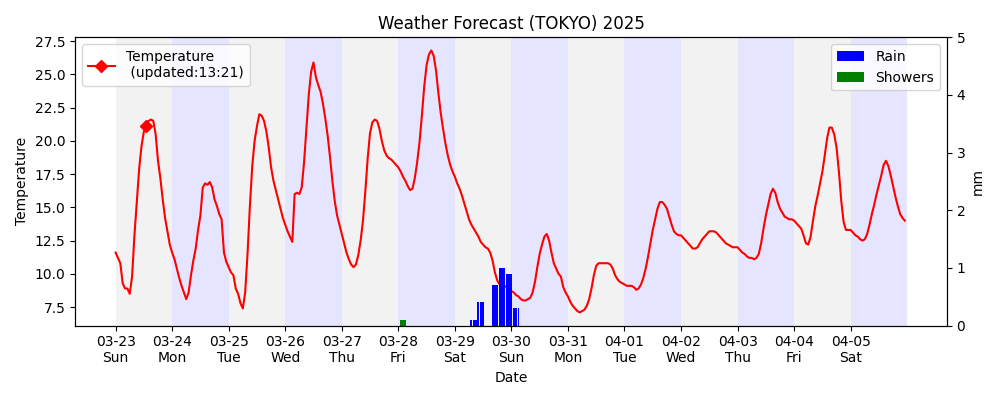 Weather Forecast (TOKYO) 2025
Temperature
(updated:13:21)
Rain
Showers
Temperature
27.5
25.0
22.5
20.0
17.5
15.0
12.5
10.0
7.5
5
4
3
2
1
0
mm
03-23 03-24 03-25 03-26 03-27 03-28 03-29 03-30 03-31 04-01 04-02 04-03 04-04 04-05
Sun Mon Tue Wed Thu Fri Sat Sun Mon Tue Wed Thu Fri Sat
Date